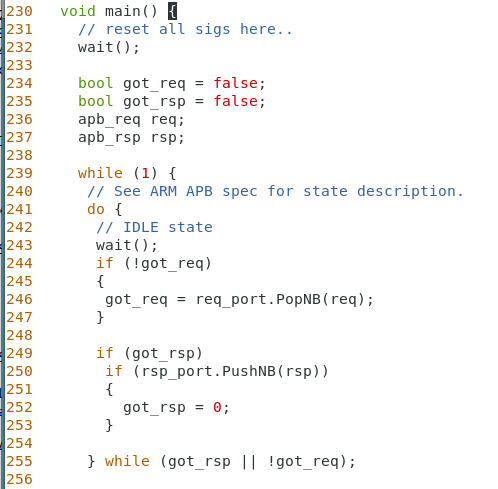 230   void main() {
231     // reset all sigs here..
232     wait();
233
234     bool got_req = false;
235     bool got_rsp = false;
236     apb_req req;
237     apb_rsp rsp;
238
239     while (1) {
240      // See ARM APB spec for state description.
241      do {
242       // IDLE state
243       wait();
244       if (!got_req)
245       {
246        got_req = req_port.PopNB(req);
247       }
248
249       if (got_rsp)
250        if (rsp_port.PushNB(rsp))
251        {
252          got_rsp = 0;
253        }
254
255      } while (got_rsp || !got_req);
256